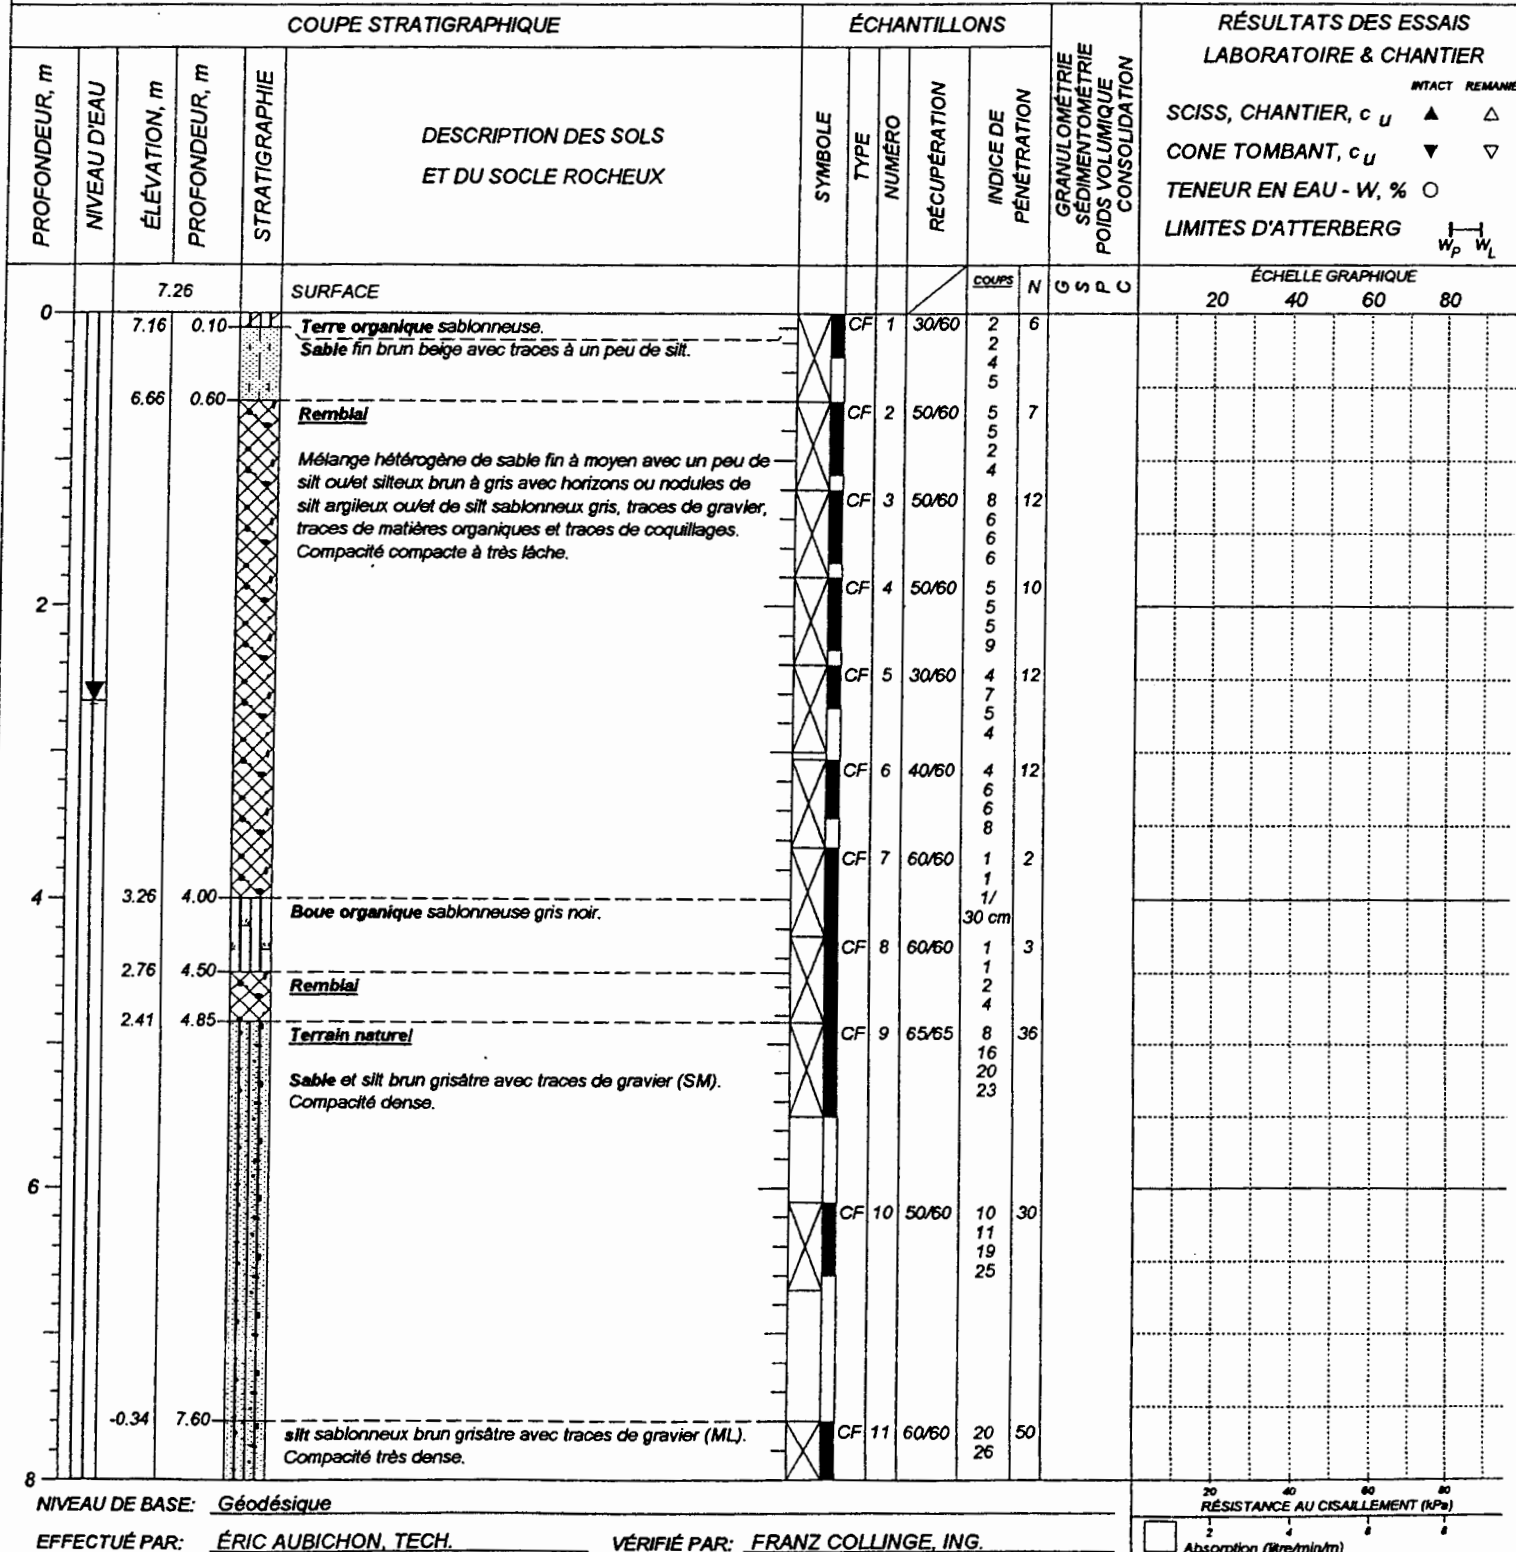 COUPE STRATIGRAPHIQUE
ÉCHANTILLONS
RÉSULTATS DES ESSAIS
LABORATOIRE & CHANTIER
PROFONDEUR, m
NIVEAU D'EAU
ÉLÉVATION, m
PROFONDEUR, m
STRATIGRAPHIE
DESCRIPTION DES SOLS
ET DU SOCLE ROCHEUX
SYMBOLE
TYPE
NUMÉRO
RÉCUPÉRATION
INDICE DE
PÉNÉTRATION
GRANULOMÉTRIE
SÉDIMENTOMÉTRIE
POIDS VOLUMIQUE
CONSOLIDATION
INTACT REMANIÉ
SCISS, CHANTIER, c u ▲ △
CONE TOMBANT, c u ▼ ▽
TENEUR EN EAU - W, % ○
LIMITES D'ATTERBERG
W P W L
7.26 SURFACE COUPS N G S P C
ÉCHELLE GRAPHIQUE
20 40 60 80
0 7.16 0.10 Terre organique sablonneuse. CF 1 30/60 2 6
2
Sable fin brun beige avec traces à un peu de silt.
4
5
6.66 0.60 Remblai CF 2 50/60 5 7
5
2
Mélange hétérogène de sable fin à moyen avec un peu de
4
silt ou/et silteux brun à gris avec horizons ou nodules de
silt argileux ou/et de silt sablonneux gris, traces de gravier, CF 3 50/60 8 12
6
traces de matières organiques et traces de coquillages.
6
Compacité compacte à très lâche.
6
2 CF 4 50/60 5 10
5
5
9
CF 5 30/60 4 12
7
5
4
CF 6 40/60 4 12
6
6
8
CF 7 60/60 1 2
1
4 3.26 4.00 1/
Boue organique sablonneuse gris noir. 30 cm
CF 8 60/60 1 3
1
2.76 4.50 2
Remblai 4
2.41 4.85
Terrain naturel CF 9 65/65 8 36
16
20
Sable et silt brun grisâtre avec traces de gravier (SM). 23
Compacité dense.
6
CF 10 50/60 10 30
11
19
25
-0.34 7.60
silt sablonneux brun grisâtre avec traces de gravier (ML). CF 11 60/60 20 50
Compacité très dense. 26
8
20 40 60 80
NIVEAU DE BASE: Géodésique
RÉSISTANCE AU CISAILLEMENT (kPa)
2 4 6 8
EFFECTUÉ PAR: ÉRIC AUBICHON, TECH. VÉRIFIÉ PAR: FRANZ COLLINGE, ING.
Absorption (litre/min/m)